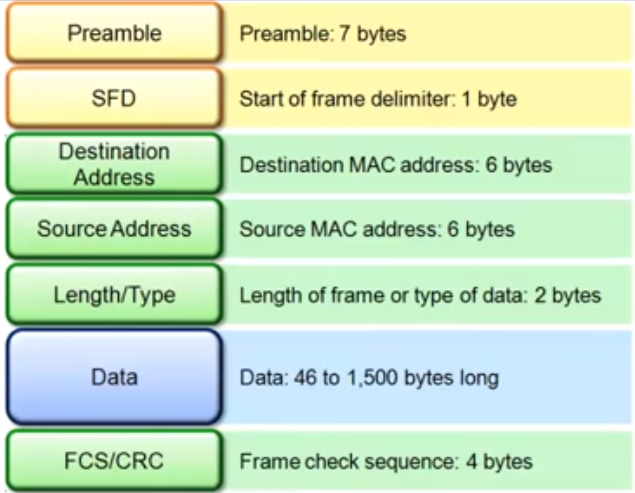 Preamble
Preamble: 7 bytes
SFD
Start of frame delimiter: 1 byte
Destination
Address
Destination MAC address: 6 bytes
Source Address
Source MAC address: 6 bytes
Length/Type
Length of frame or type of data: 2 bytes
Data
Data: 46 to 1,500 bytes long
FCS/CRC
Frame check sequence: 4 bytes